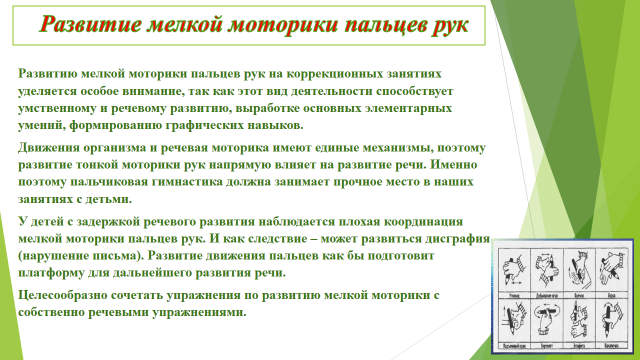 Развитие мелкой моторики пальцев рук
Развитию мелкой моторики пальцев рук на коррекционных занятиях
уделяется особое внимание, так как этот вид деятельности способствует
умственному и речевому развитию, выработке основных элементарных
умений, формированию графических навыков.
Движения организма и речевая моторика имеют единые механизмы, поэтому
развитие тонкой моторики рук напрямую влияет на развитие речи. Именно
поэтому пальчиковая гимнастика должна занимает прочное место в наших
занятиях с детьми.
У детей с задержкой речевого развития наблюдается плохая координация
мелкой моторики пальцев рук. И как следствие – может развиться дисграфия
(нарушение письма). Развитие движения пальцев как бы подготовит
платформу для дальнейшего развития речи.
Целесообразно сочетать упражнения по развитию мелкой моторики с
собственно речевыми упражнениями.